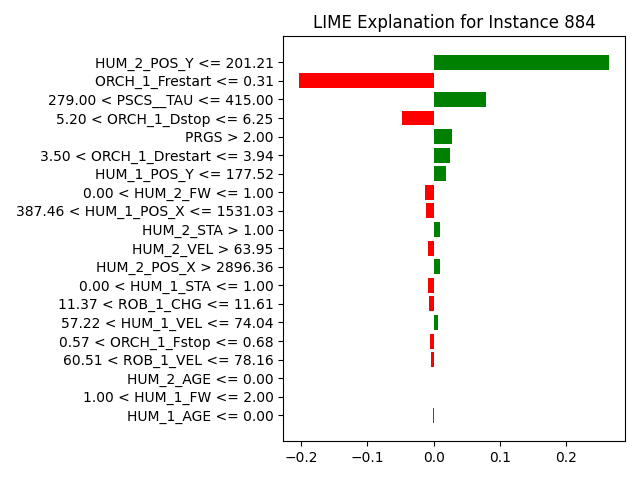 LIME Explanation for Instance 884
HUM_2_POS_Y <= 201.21
ORCH_1_Frestart <= 0.31
279.00 < PSCS__TAU <= 415.00
5.20 < ORCH_1_Dstop <= 6.25
PRGS > 2.00
3.50 < ORCH_1_Drestart <= 3.94
HUM_1_POS_Y <= 177.52
0.00 < HUM_2_FW <= 1.00
387.46 < HUM_1_POS_X <= 1531.03
HUM_2_STA > 1.00
HUM_2_VEL > 63.95
HUM_2_POS_X > 2896.36
0.00 < HUM_1_STA <= 1.00
11.37 < ROB_1_CHG <= 11.61
57.22 < HUM_1_VEL <= 74.04
0.57 < ORCH_1_Fstop <= 0.68
60.51 < ROB_1_VEL <= 78.16
HUM_2_AGE <= 0.00
1.00 < HUM_1_FW <= 2.00
HUM_1_AGE <= 0.00
−0.2 −0.1 0.0 0.1 0.2